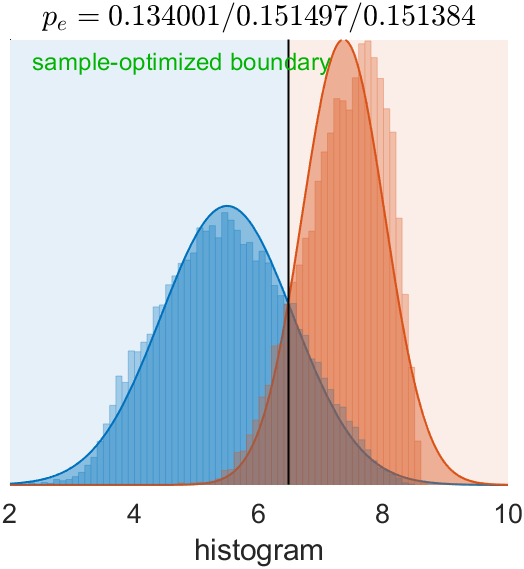 p_e = 0.134001/0.151497/0.151384
sample-optimized boundary
2 4 6 8 10
histogram